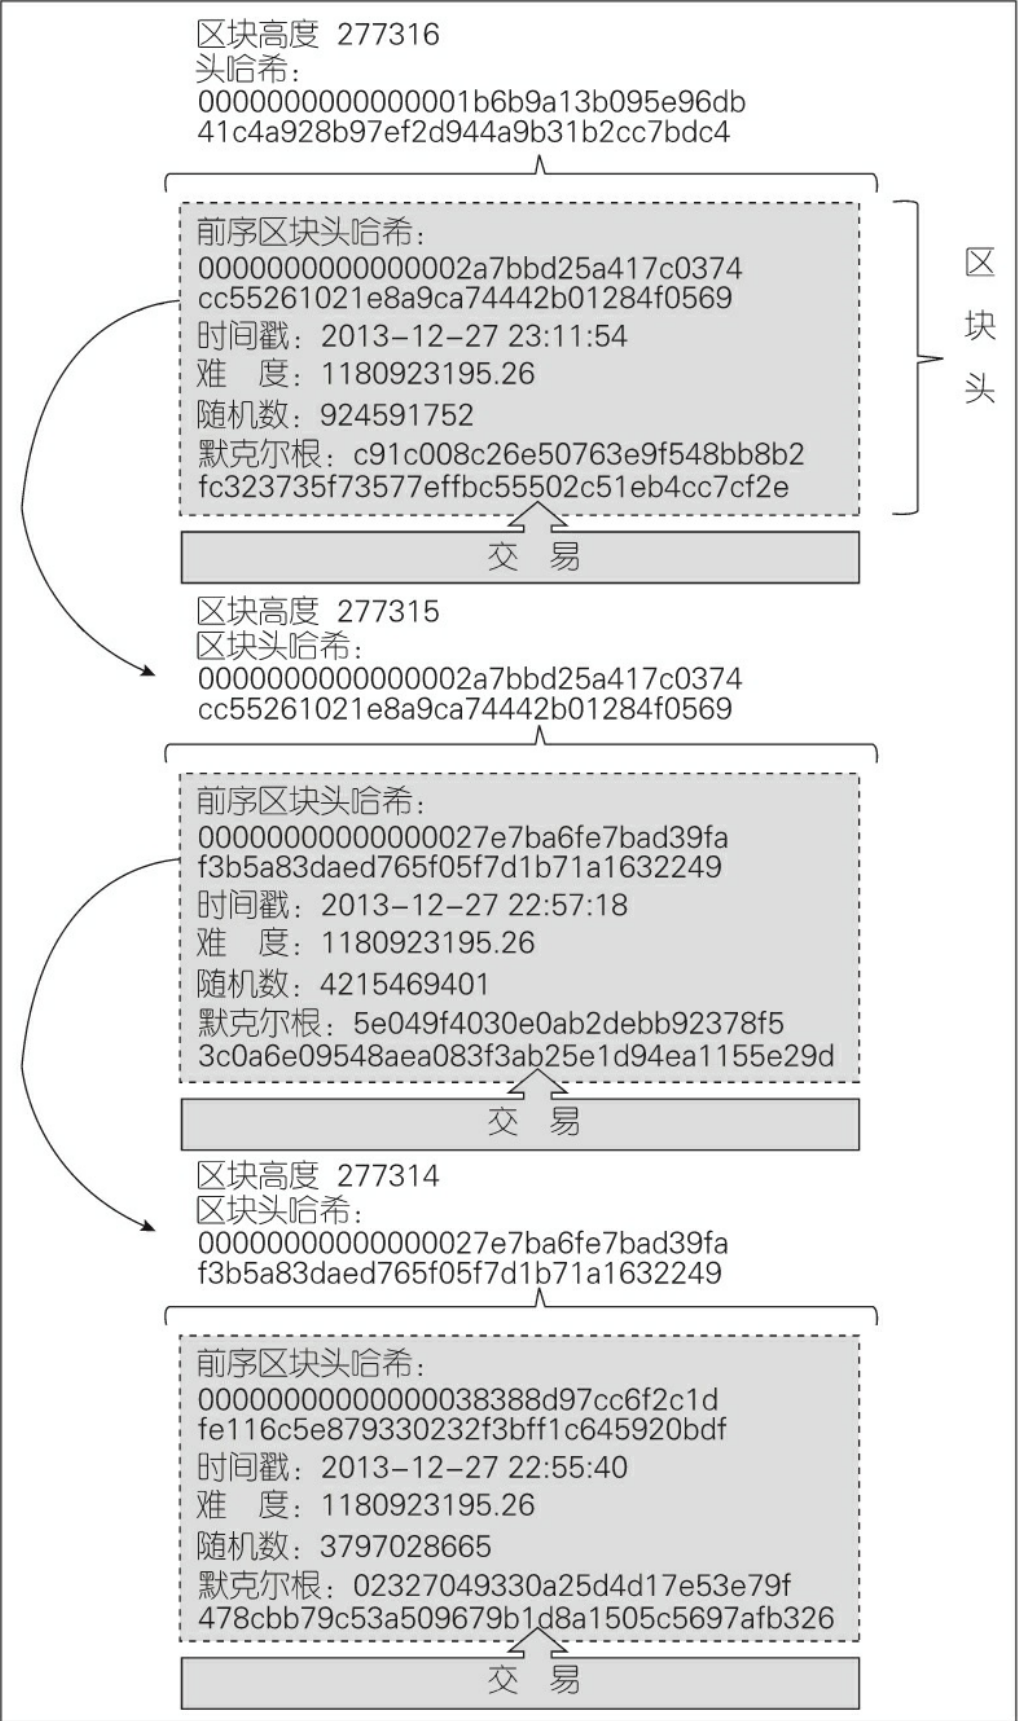 区块高度 277316
头哈希：
0000000000000001b6b9a13b095e96db
41c4a928b97ef2d944a9b31b2cc7bdc4
前序区块头哈希：
0000000000000002a7bbd25a417c0374
cc55261021e8a9ca74442b01284f0569
时间戳：2013-12-27 23:11:54
难 度：1180923195.26
随机数：924591752
默克尔根：c91c008c26e50763e9f548bb8b2
fc323735f73577effbc55502c51eb4cc7cf2e
区块头
交 易
区块高度 277315
区块头哈希：
0000000000000002a7bbd25a417c0374
cc55261021e8a9ca74442b01284f0569
前序区块头哈希：
00000000000000027e7ba6fe7bad39fa
f3b5a83daed765f05f7d1b71a1632249
时间戳：2013-12-27 22:57:18
难 度：1180923195.26
随机数：4215469401
默克尔根：5e049f4030e0ab2debb92378f5
3c0a6e09548aea083f3ab25e1d94ea1155e29d
交 易
区块高度 277314
区块头哈希：
00000000000000027e7ba6fe7bad39fa
f3b5a83daed765f05f7d1b71a1632249
前序区块头哈希：
00000000000000038388d97cc6f2c1d
fe116c5e879330232f3bff1c645920bdf
时间戳：2013-12-27 22:55:40
难 度：1180923195.26
随机数：3797028665
默克尔根：02327049330a25d4d17e53e79f
478cbb79c53a509679b1d8a1505c5697afb326
交 易